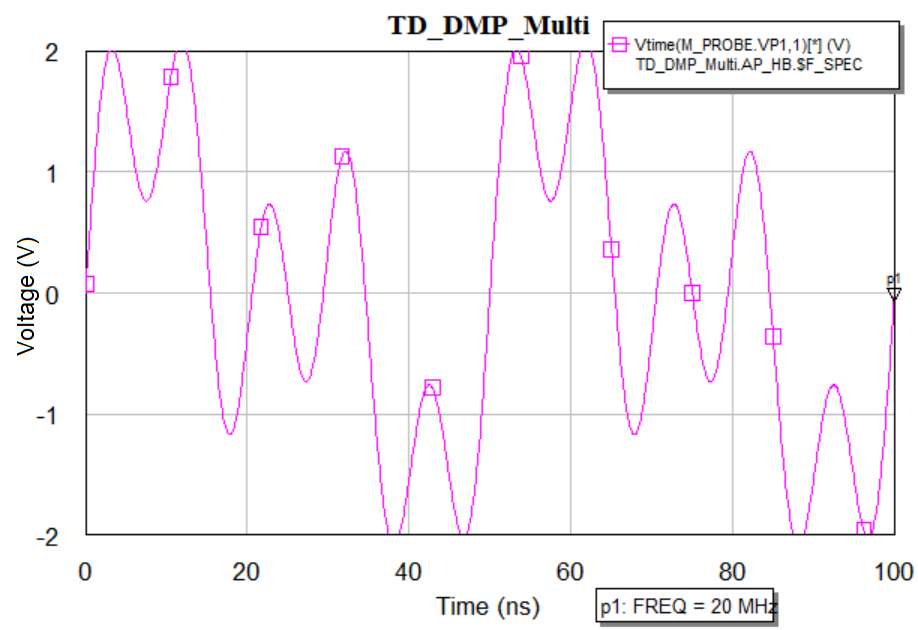 TD_DMP_Multi
Vtime(M_PROBE.VP1,1)[*] (V)
TD_DMP_Multi.AP_HB.$F_SPEC
2
1
0
-1
-2
Voltage (V)
p1
0
20
40
60
80
100
Time (ns)
p1: FREQ = 20 MHz